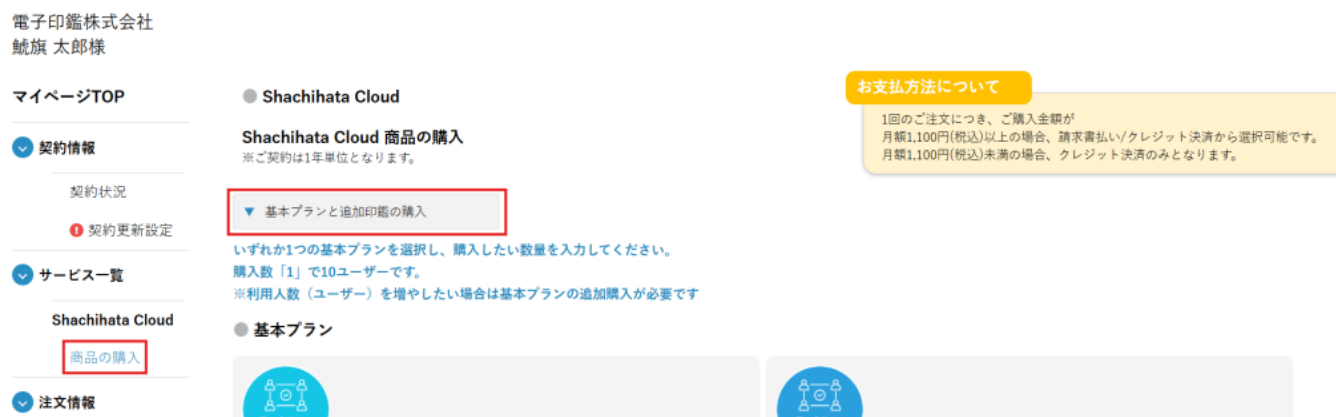 電子印鑑株式会社
鯱旗 太郎様
マイページTOP
契約情報
契約状況
契約更新設定
サービス一覧
Shachihata Cloud
商品の購入
注文情報
Shachihata Cloud
Shachihata Cloud 商品の購入
※ご契約は1年単位となります。
お支払方法について
1回のご注文につき、ご購入金額が
月額1,100円(税込)以上の場合、請求書払い/クレジット決済から選択可能です。
月額1,100円(税込)未満の場合、クレジット決済のみとなります。
▼ 基本プランと追加印鑑の購入
いずれか1つの基本プランを選択し、購入したい数量を入力してください。
購入数「1」で10ユーザーです。
※利用人数（ユーザー）を増やしたい場合は基本プランの追加購入が必要です
基本プラン